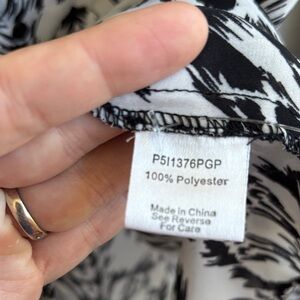 P5I1376PGP
100% Polyester
Made in China
See Reverse
For Care